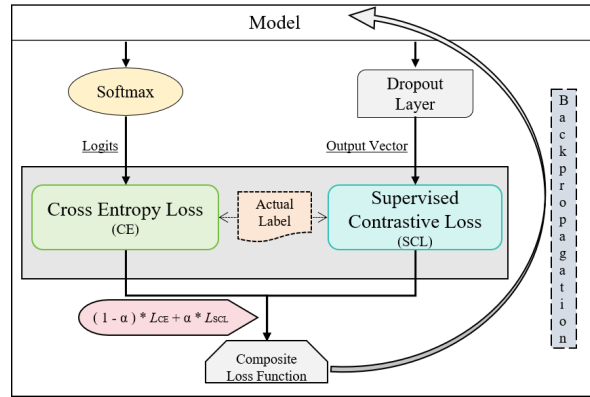 Model
Softmax
Dropout
Layer
Logits
Output Vector
Cross Entropy Loss
(CE)
Actual
Label
Supervised
Contrastive Loss
(SCL)
( 1 - α ) * LCE + α * LSCL
Composite
Loss Function
Backpropagation